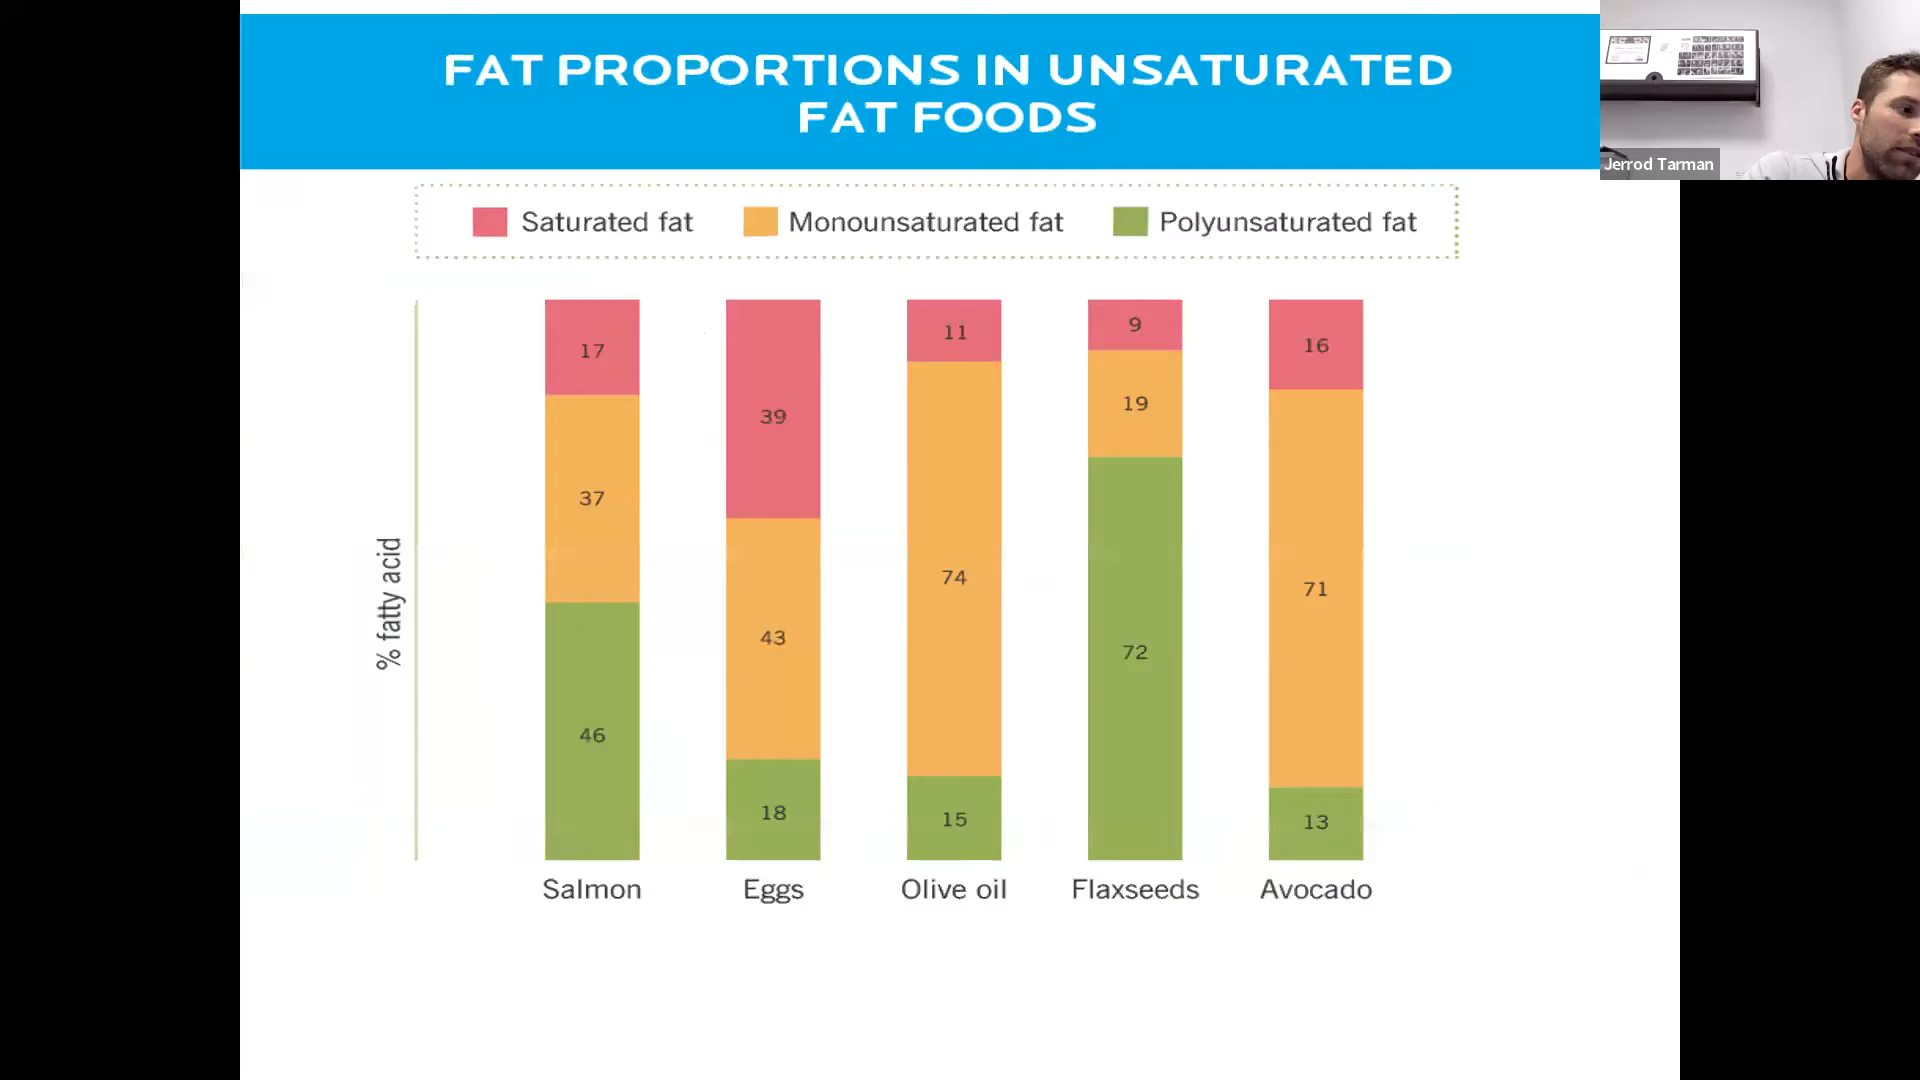 FAT PROPORTIONS IN UNSATURATED
FAT FOODS
Jerrod Tarman
Saturated fat
Monounsaturated fat
Polyunsaturated fat
% fatty acid
17
39
11
9
16
37
43
74
19
71
46
18
15
72
13
Salmon
Eggs
Olive oil
Flaxseeds
Avocado